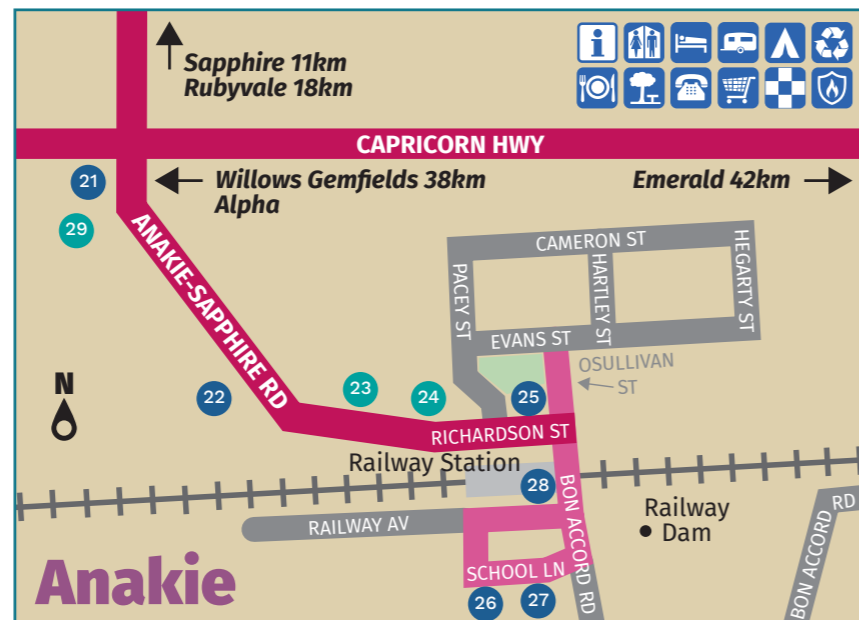 Sapphire 11km
Rubyvale 18km
i
CAPRICORN HWY
21
Willows Gemfields 38km
Alpha
Emerald 42km
29
ANAKIE-SAPPHIRE RD
CAMERON ST
PACEY ST
HARTLEY ST
HEGARTY ST
EVANS ST
OSULLIVAN
ST
N
22
23
24
25
RICHARDSON ST
Railway Station
28
BON ACCORD RD
Railway
Dam
BON ACCORD RD
RAILWAY AV
SCHOOL LN
26
27
Anakie